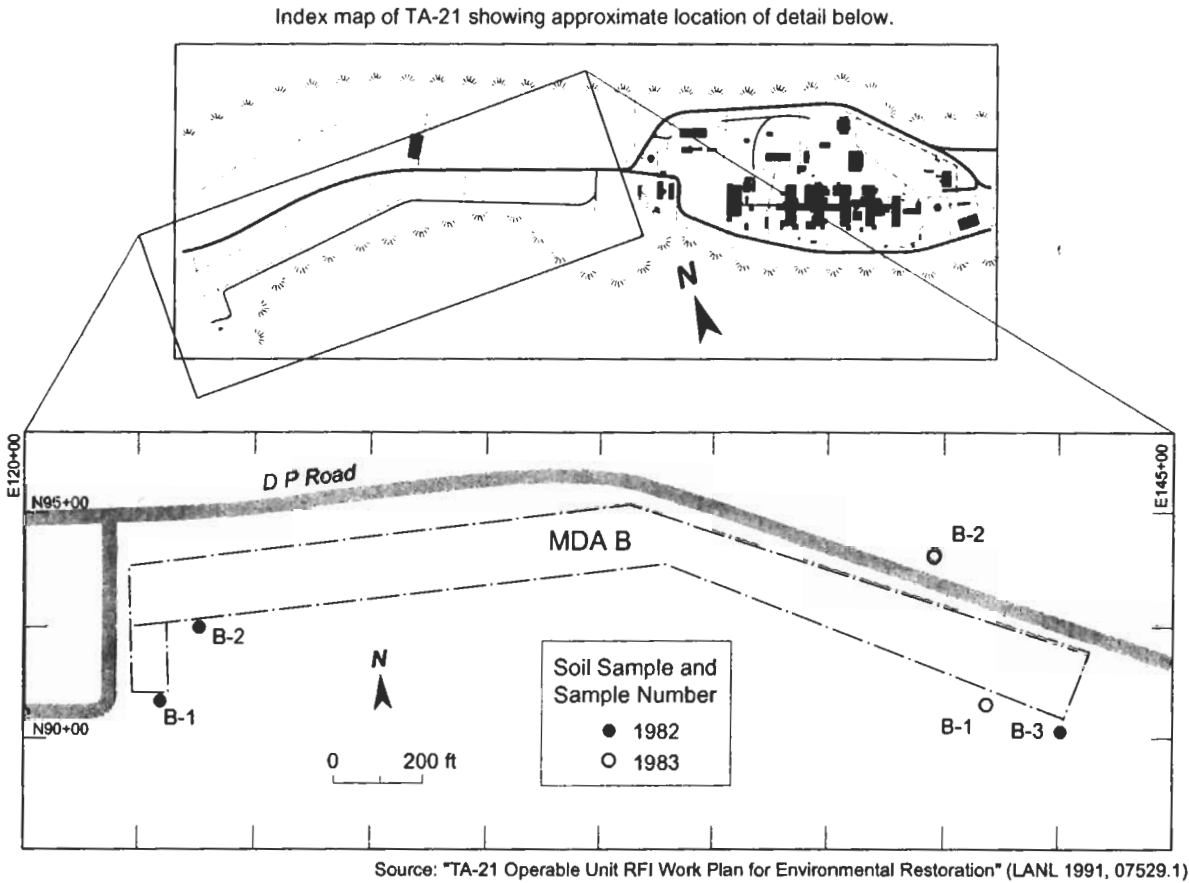 Index map of TA-21 showing approximate location of detail below.
N
E120+00
E145+00
D P Road
N95+00
MDA B
B-2
B-2
N
Soil Sample and
Sample Number
1982
1983
B-1
B-1
B-3
N90+00
0 200 ft
Source: "TA-21 Operable Unit RFI Work Plan for Environmental Restoration" (LANL 1991, 07529.1)